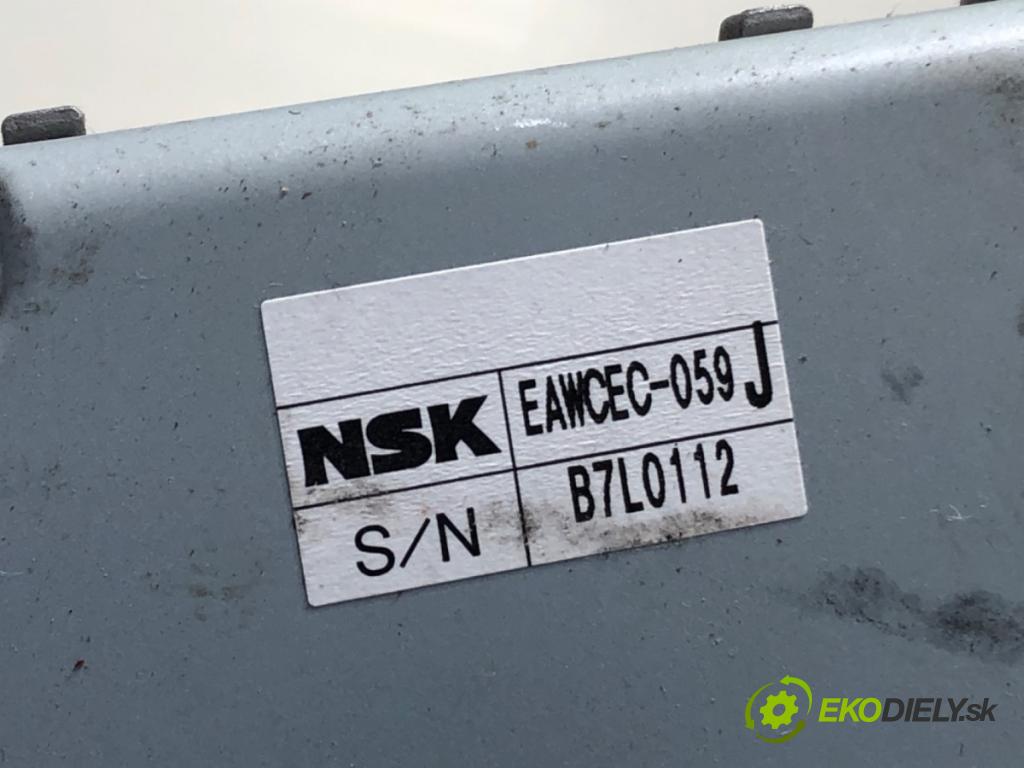 NSK EAWCEC-059 J
S/N B7L0112
EKODIELY.sk